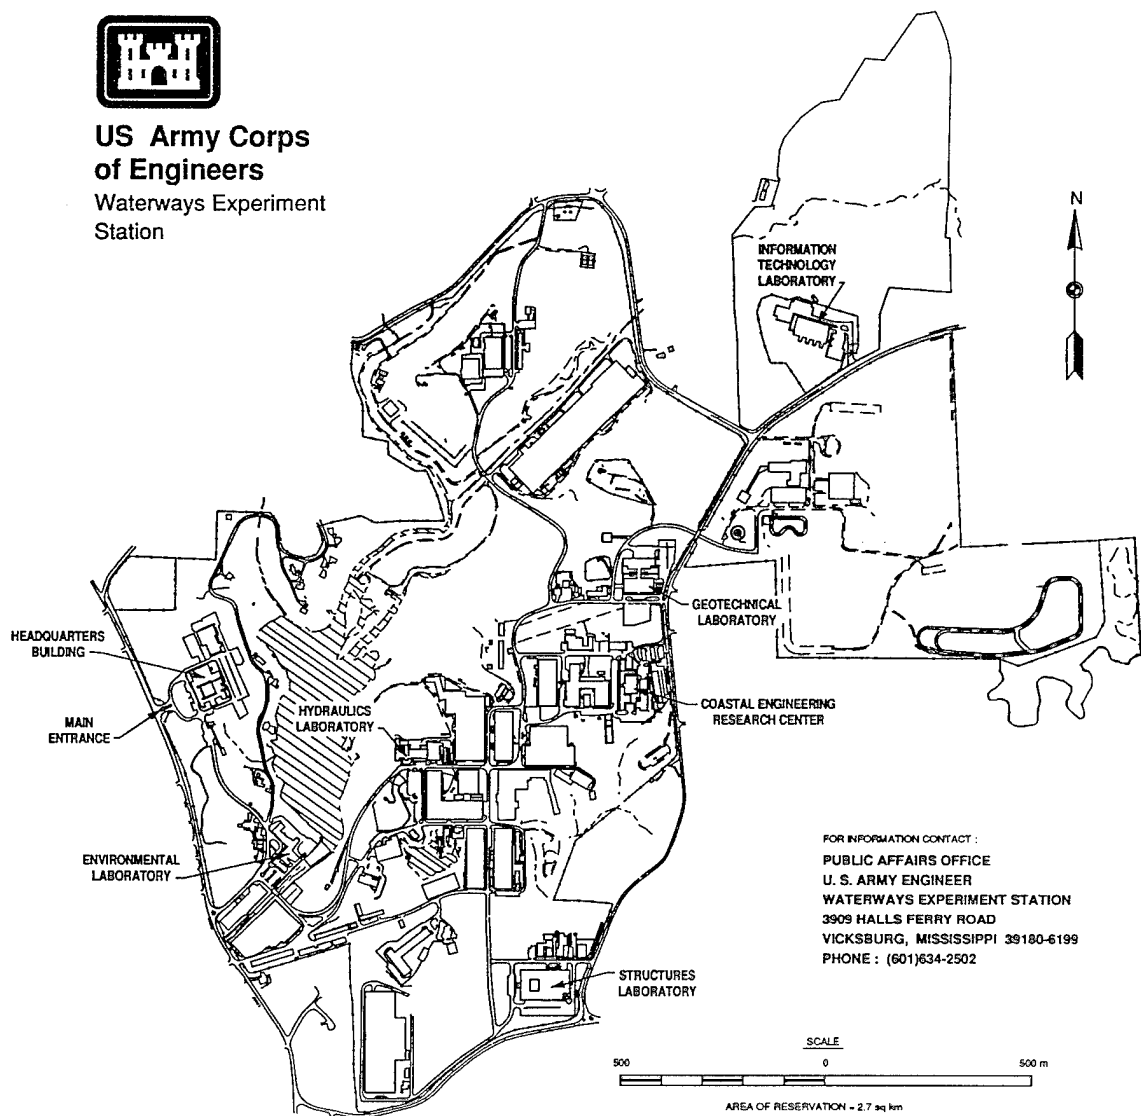 US Army Corps
of Engineers
Waterways Experiment
Station
N
INFORMATION
TECHNOLOGY
LABORATORY
GEOTECHNICAL
LABORATORY
HEADQUARTERS
BUILDING
MAIN
ENTRANCE
HYDRAULICS
LABORATORY
COASTAL ENGINEERING
RESEARCH CENTER
ENVIRONMENTAL
LABORATORY
STRUCTURES
LABORATORY
FOR INFORMATION CONTACT :
PUBLIC AFFAIRS OFFICE
U. S. ARMY ENGINEER
WATERWAYS EXPERIMENT STATION
3909 HALLS FERRY ROAD
VICKSBURG, MISSISSIPPI 39180-6199
PHONE : (601)634-2502
SCALE
500 0 500 m
AREA OF RESERVATION = 2.7 sq km